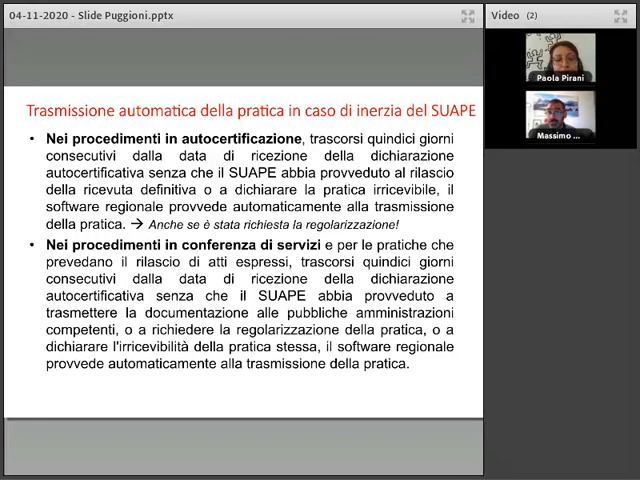 04-11-2020 - Slide Puggioni.pptx
Video (2)
Paola Pirani
Massimo ...
Trasmissione automatica della pratica in caso di inerzia del SUAPE
• Nei procedimenti in autocertificazione, trascorsi quindici giorni
consecutivi dalla data di ricezione della dichiarazione
autocertificativa senza che il SUAPE abbia provveduto al rilascio
della ricevuta definitiva o a dichiarare la pratica irricevibile, il
software regionale provvede automaticamente alla trasmissione
della pratica. → Anche se è stata richiesta la regolarizzazione!
• Nei procedimenti in conferenza di servizi e per le pratiche che
prevedano il rilascio di atti espressi, trascorsi quindici giorni
consecutivi dalla data di ricezione della dichiarazione
autocertificativa senza che il SUAPE abbia provveduto a
trasmettere la documentazione alle pubbliche amministrazioni
competenti, o a richiedere la regolarizzazione della pratica, o a
dichiarare l'irricevibilità della pratica stessa, il software regionale
provvede automaticamente alla trasmissione della pratica.